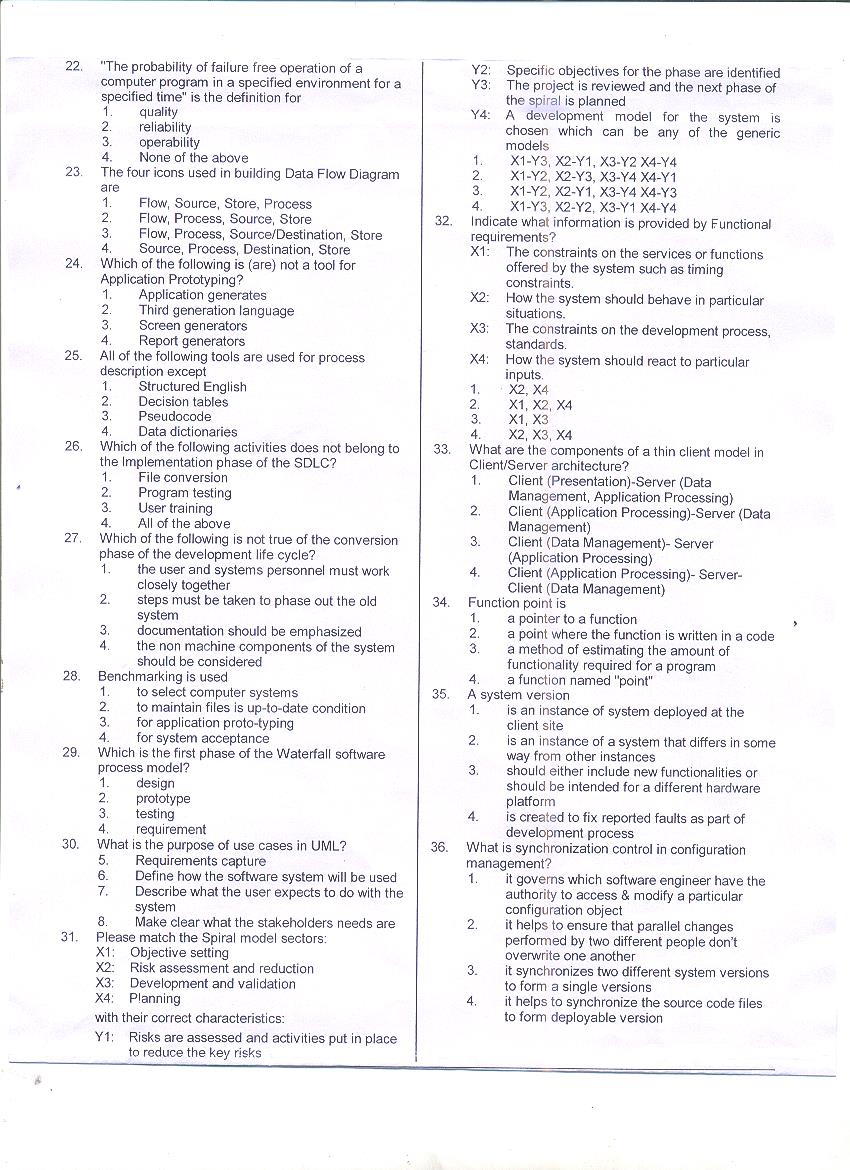 22. "The probability of failure free operation of a
computer program in a specified environment for a
specified time" is the definition for
1. quality
2. reliability
3. operability
4. None of the above
23. The four icons used in building Data Flow Diagram
are
1. Flow, Source, Store, Process
2. Flow, Process, Source, Store
3. Flow, Process, Source/Destination, Store
4. Source, Process, Destination, Store
24. Which of the following is (are) not a tool for
Application Prototyping?
1. Application generates
2. Third generation language
3. Screen generators
4. Report generators
25. All of the following tools are used for process
description except
1. Structured English
2. Decision tables
3. Pseudocode
4. Data dictionaries
26. Which of the following activities does not belong to
the Implementation phase of the SDLC?
1. File conversion
2. Program testing
3. User training
4. All of the above
27. Which of the following is not true of the conversion
phase of the development life cycle?
1. the user and systems personnel must work
closely together
2. steps must be taken to phase out the old
system
3. documentation should be emphasized
4. the non machine components of the system
should be considered
28. Benchmarking is used
1. to select computer systems
2. to maintain files is up-to-date condition
3. for application proto-typing
4. for system acceptance
29. Which is the first phase of the Waterfall software
process model?
1. design
2. prototype
3. testing
4. requirement
30. What is the purpose of use cases in UML?
5. Requirements capture
6. Define how the software system will be used
7. Describe what the user expects to do with the
system
8. Make clear what the stakeholders needs are
31. Please match the Spiral model sectors:
X1: Objective setting
X2: Risk assessment and reduction
X3: Development and validation
X4: Planning
with their correct characteristics:
Y1: Risks are assessed and activities put in place
to reduce the key risks
Y2: Specific objectives for the phase are identified
Y3: The project is reviewed and the next phase of
the spiral is planned
Y4: A development model for the system is
chosen which can be any of the generic
models
1. X1-Y3, X2-Y1, X3-Y2 X4-Y4
2. X1-Y2, X2-Y3, X3-Y4 X4-Y1
3. X1-Y2, X2-Y1, X3-Y4 X4-Y3
4. X1-Y3, X2-Y2, X3-Y1 X4-Y4
32. Indicate what information is provided by Functional
requirements?
X1: The constraints on the services or functions
offered by the system such as timing
constraints.
X2: How the system should behave in particular
situations.
X3: The constraints on the development process,
standards.
X4: How the system should react to particular
inputs.
1. X2, X4
2. X1, X2, X4
3. X1, X3
4. X2, X3, X4
33. What are the components of a thin client model in
Client/Server architecture?
1. Client (Presentation)-Server (Data
Management, Application Processing)
2. Client (Application Processing)-Server (Data
Management)
3. Client (Data Management)- Server
(Application Processing)
4. Client (Application Processing)- Server-
Client (Data Management)
34. Function point is
1. a pointer to a function
2. a point where the function is written in a code
3. a method of estimating the amount of
functionality required for a program
4. a function named "point"
35. A system version
1. is an instance of system deployed at the
client site
2. is an instance of a system that differs in some
way from other instances
3. should either include new functionalities or
should be intended for a different hardware
platform
4. is created to fix reported faults as part of
development process
36. What is synchronization control in configuration
management?
1. it governs which software engineer have the
authority to access & modify a particular
configuration object
2. it helps to ensure that parallel changes
performed by two different people don't
overwrite one another
3. it synchronizes two different system versions
to form a single versions
4. it helps to synchronize the source code files
to form deployable version